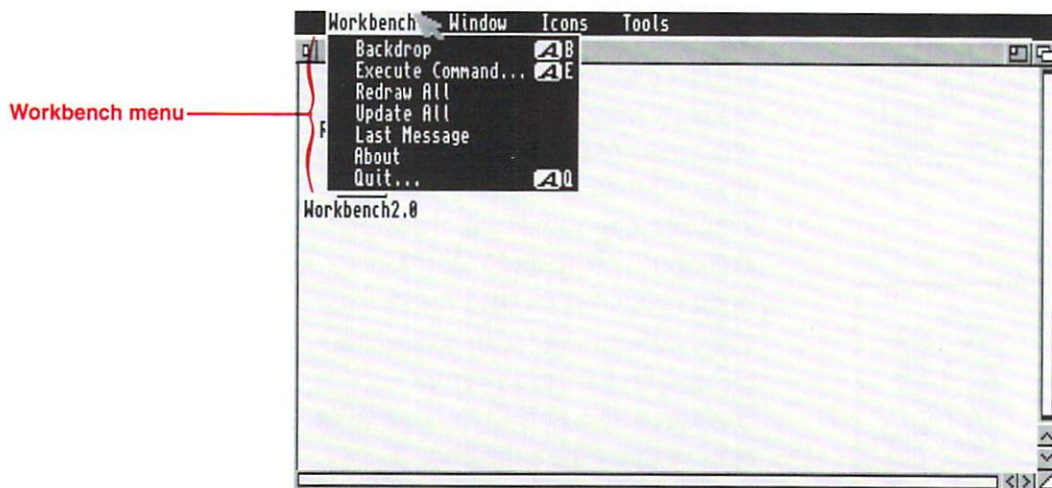 Workbench Window Icons Tools
Backdrop A B
Execute Command... A E
Redraw All
Update All
Workbench menu
Last Message
About
Quit... A Q
Workbench2.0